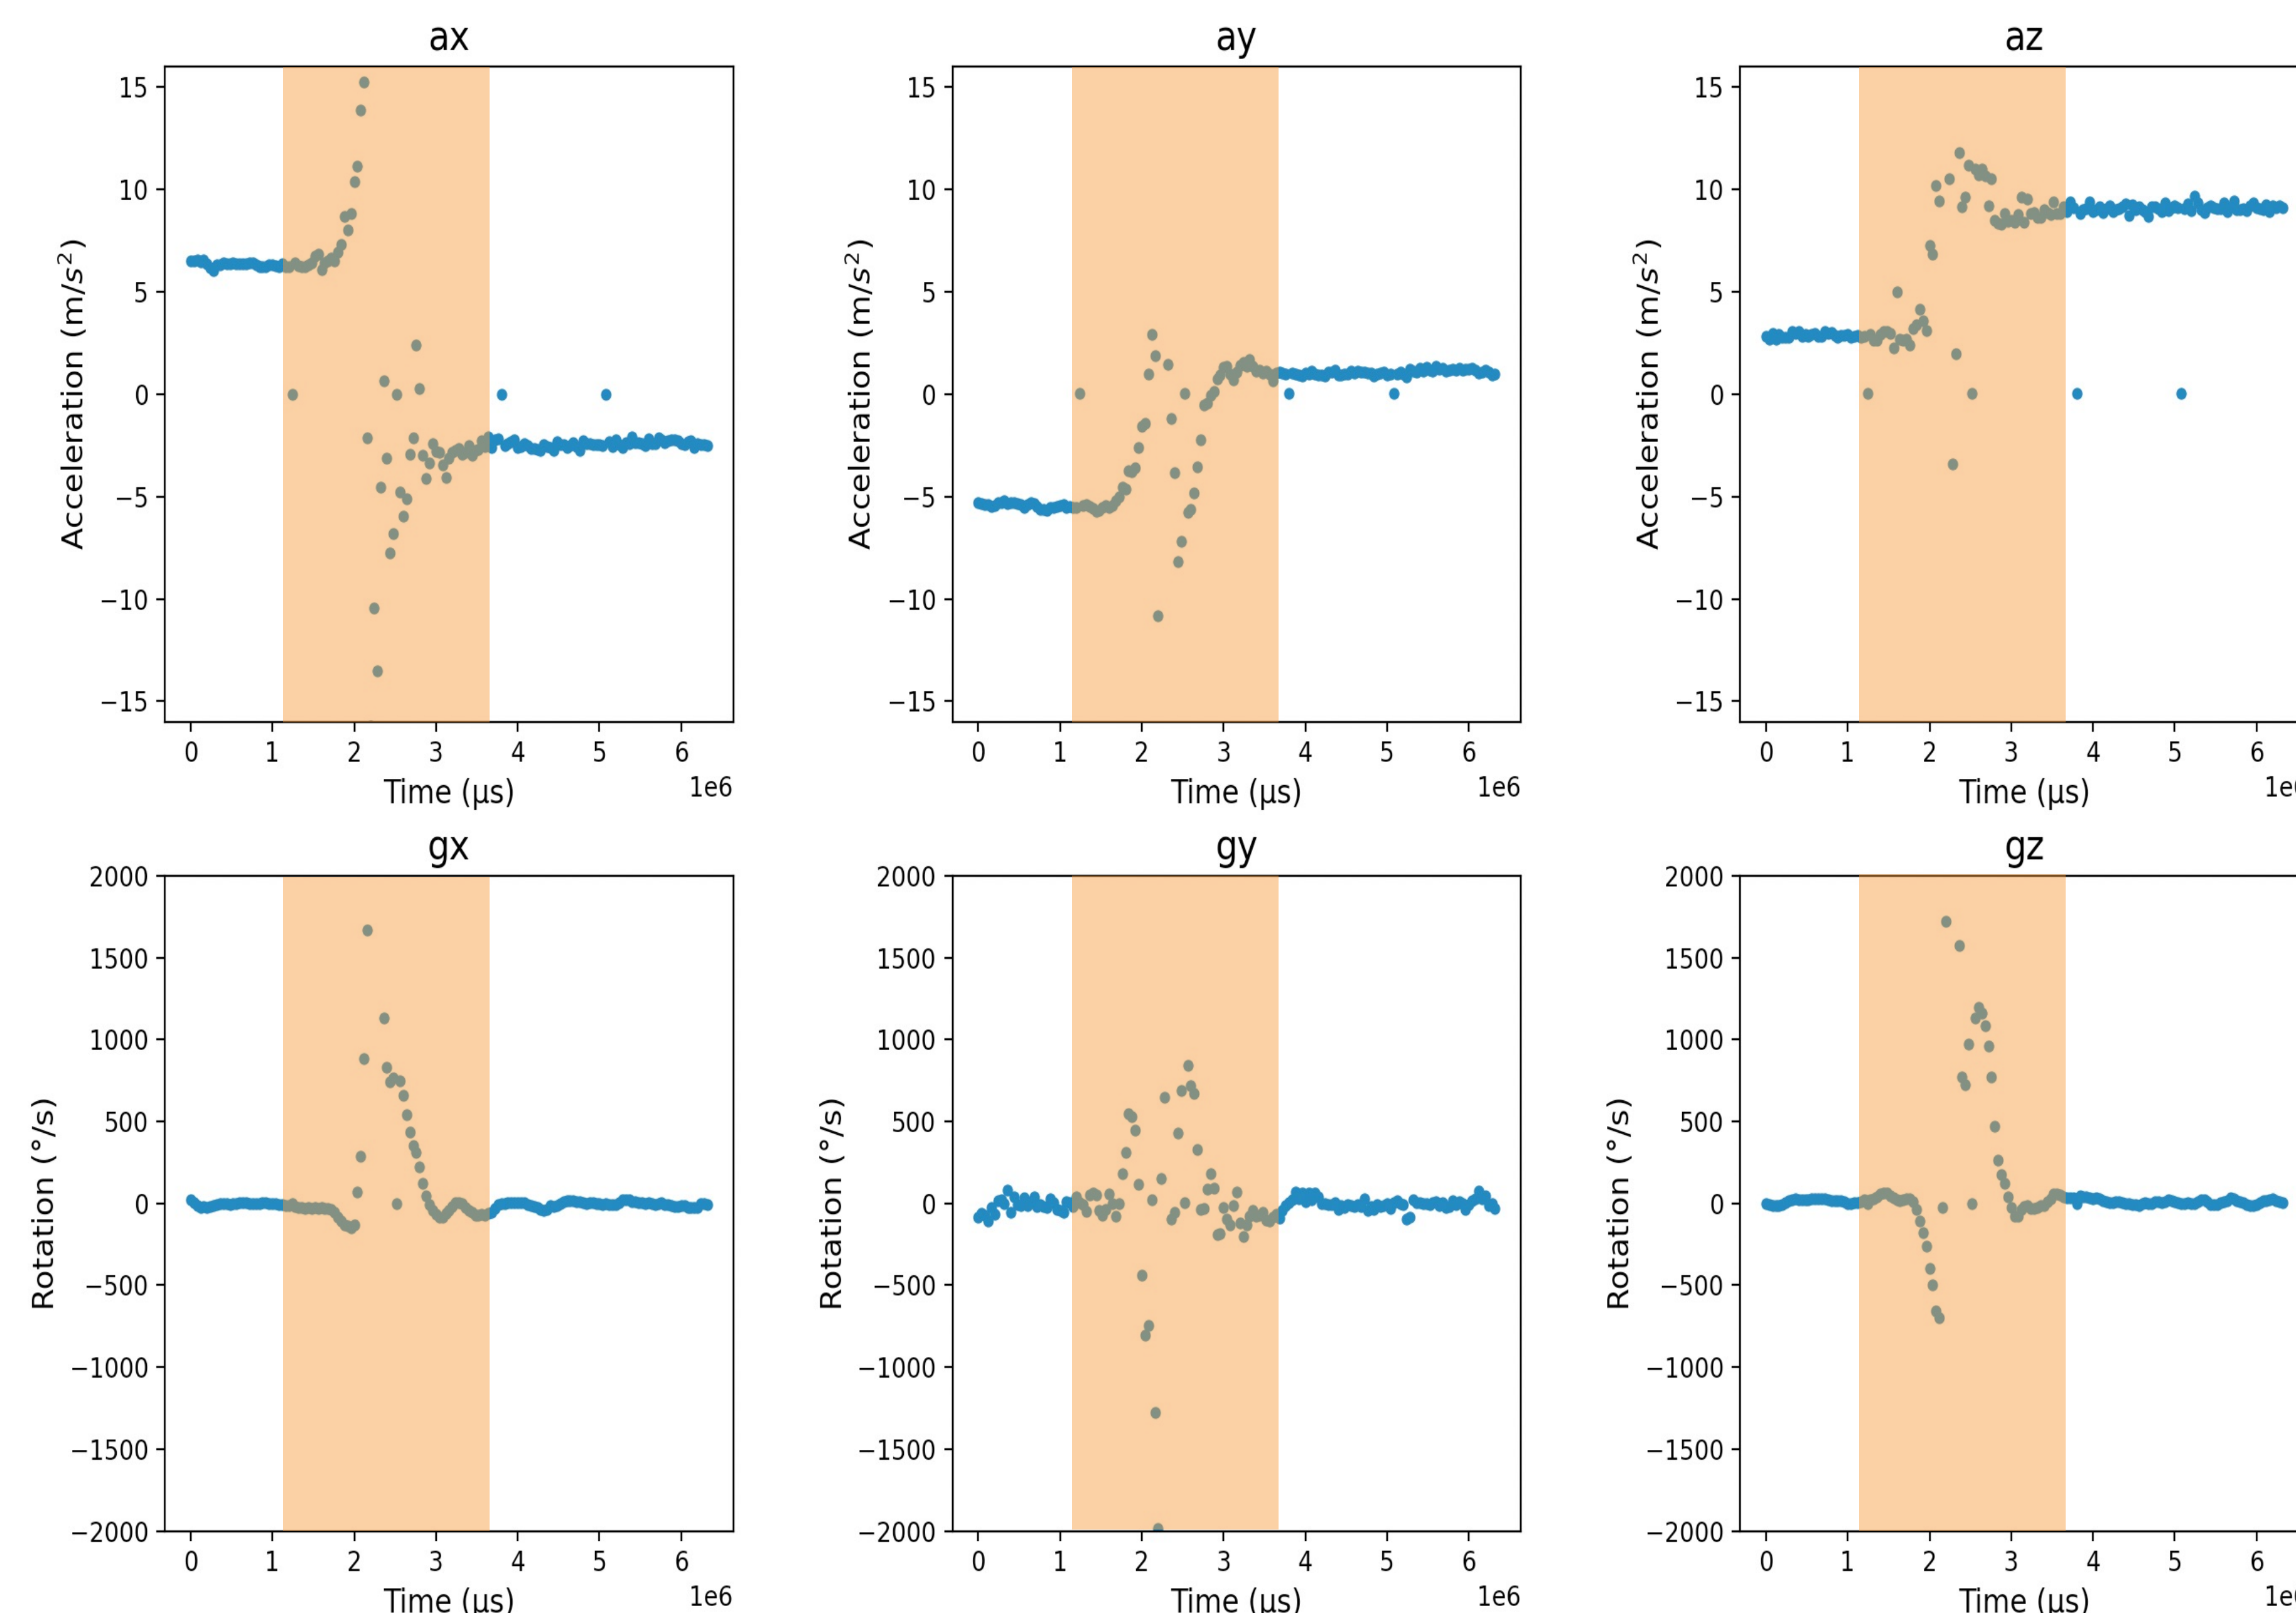 ax
15
10
5
0
−5
−10
−15
Acceleration (m/s²)
0 1 2 3 4 5 6
Time (µs)
1e6
ay
15
10
5
0
−5
−10
−15
Acceleration (m/s²)
0 1 2 3 4 5 6
Time (µs)
1e6
az
15
10
5
0
−5
−10
−15
Acceleration (m/s²)
0 1 2 3 4 5 6
Time (µs)
gx
2000
1500
1000
500
0
−500
−1000
−1500
−2000
Rotation (°/s)
0 1 2 3 4 5 6
Time (µs)
1e6
gy
2000
1500
1000
500
0
−500
−1000
−1500
−2000
Rotation (°/s)
0 1 2 3 4 5 6
Time (µs)
1e6
gz
2000
1500
1000
500
0
−500
−1000
−1500
−2000
Rotation (°/s)
0 1 2 3 4 5 6
Time (µs)